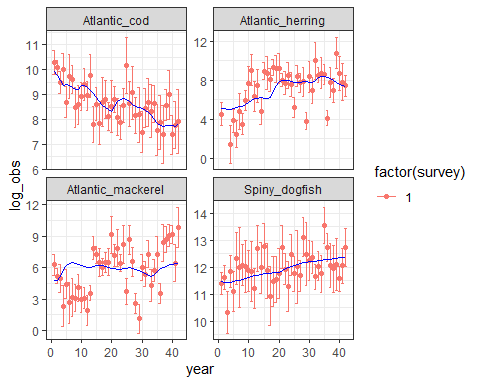 Atlantic_cod
Atlantic_herring
11
10
9
8
7
6
12
8
4
0
log_obs
factor(survey)
1
Atlantic_mackerel
Spiny_dogfish
12
9
6
3
0
14
13
12
11
10
0 10 20 30 40
0 10 20 30 40
year